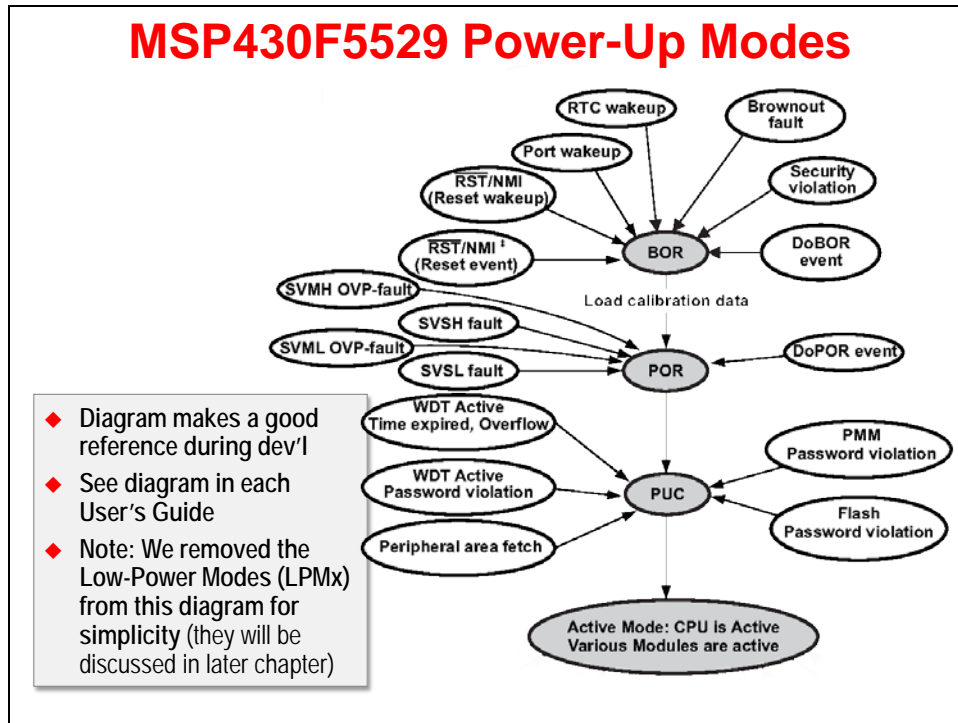 MSP430F5529 Power-Up Modes
RTC wakeup
Brownout
fault
Port wakeup
Security
violation
RST/NMI
(Reset wakeup)
RST/NMI ‡
(Reset event)
BOR
DoBOR
event
SVMH OVP-fault
Load calibration data
SVSH fault
SVML OVP-fault
DoPOR event
SVSL fault
POR
◆ Diagram makes a good
reference during dev'l
◆ See diagram in each
User's Guide
◆ Note: We removed the
Low-Power Modes (LPMx)
from this diagram for
simplicity (they will be
discussed in later chapter)
WDT Active
Time expired, Overflow
PMM
Password violation
WDT Active
Password violation
PUC
Flash
Password violation
Peripheral area fetch
Active Mode: CPU is Active
Various Modules are active